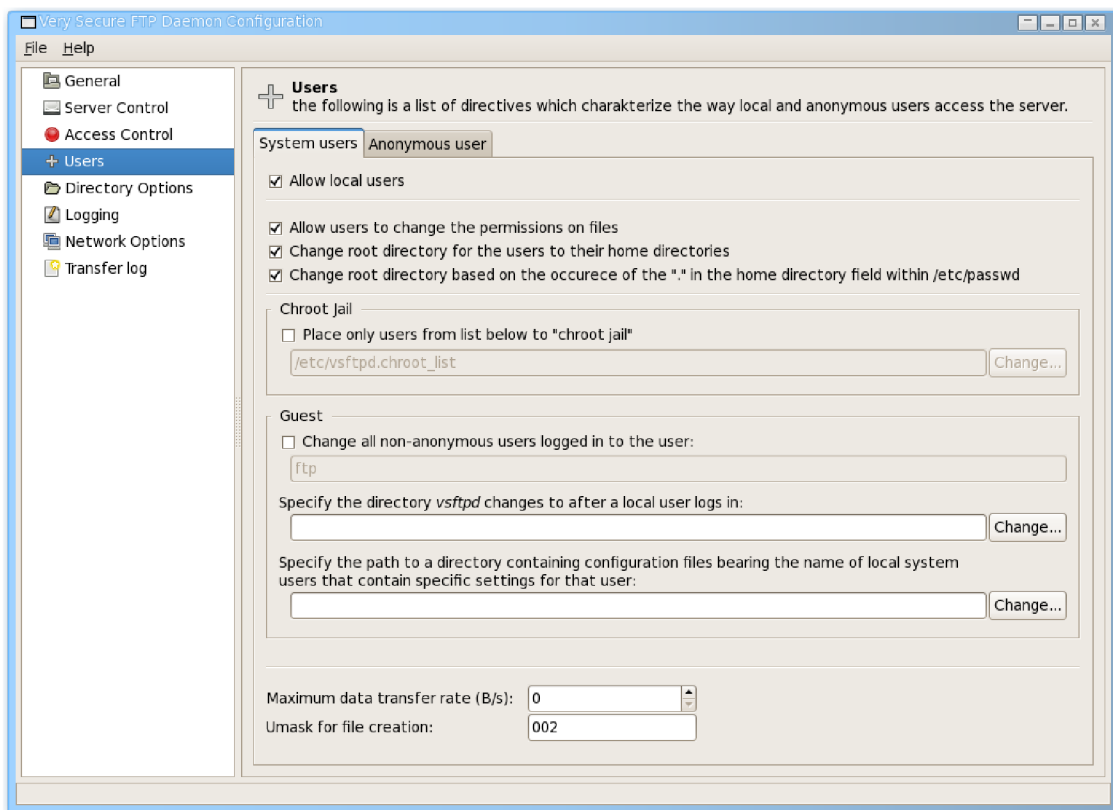 Very Secure FTP Daemon Configuration
File Help
General
Server Control
Access Control
Users
Directory Options
Logging
Network Options
Transfer log
Users
the following is a list of directives which charakterize the way local and anonymous users access the server.
System users Anonymous user
Allow local users
Allow users to change the permissions on files
Change root directory for the users to their home directories
Change root directory based on the occurece of the "." in the home directory field within /etc/passwd
Chroot Jail
Place only users from list below to "chroot jail"
/etc/vsftpd.chroot_list Change...
Guest
Change all non-anonymous users logged in to the user:
ftp
Specify the directory vsftpd changes to after a local user logs in:
Change...
Specify the path to a directory containing configuration files bearing the name of local system
users that contain specific settings for that user:
Change...
Maximum data transfer rate (B/s): 0
Umask for file creation: 002